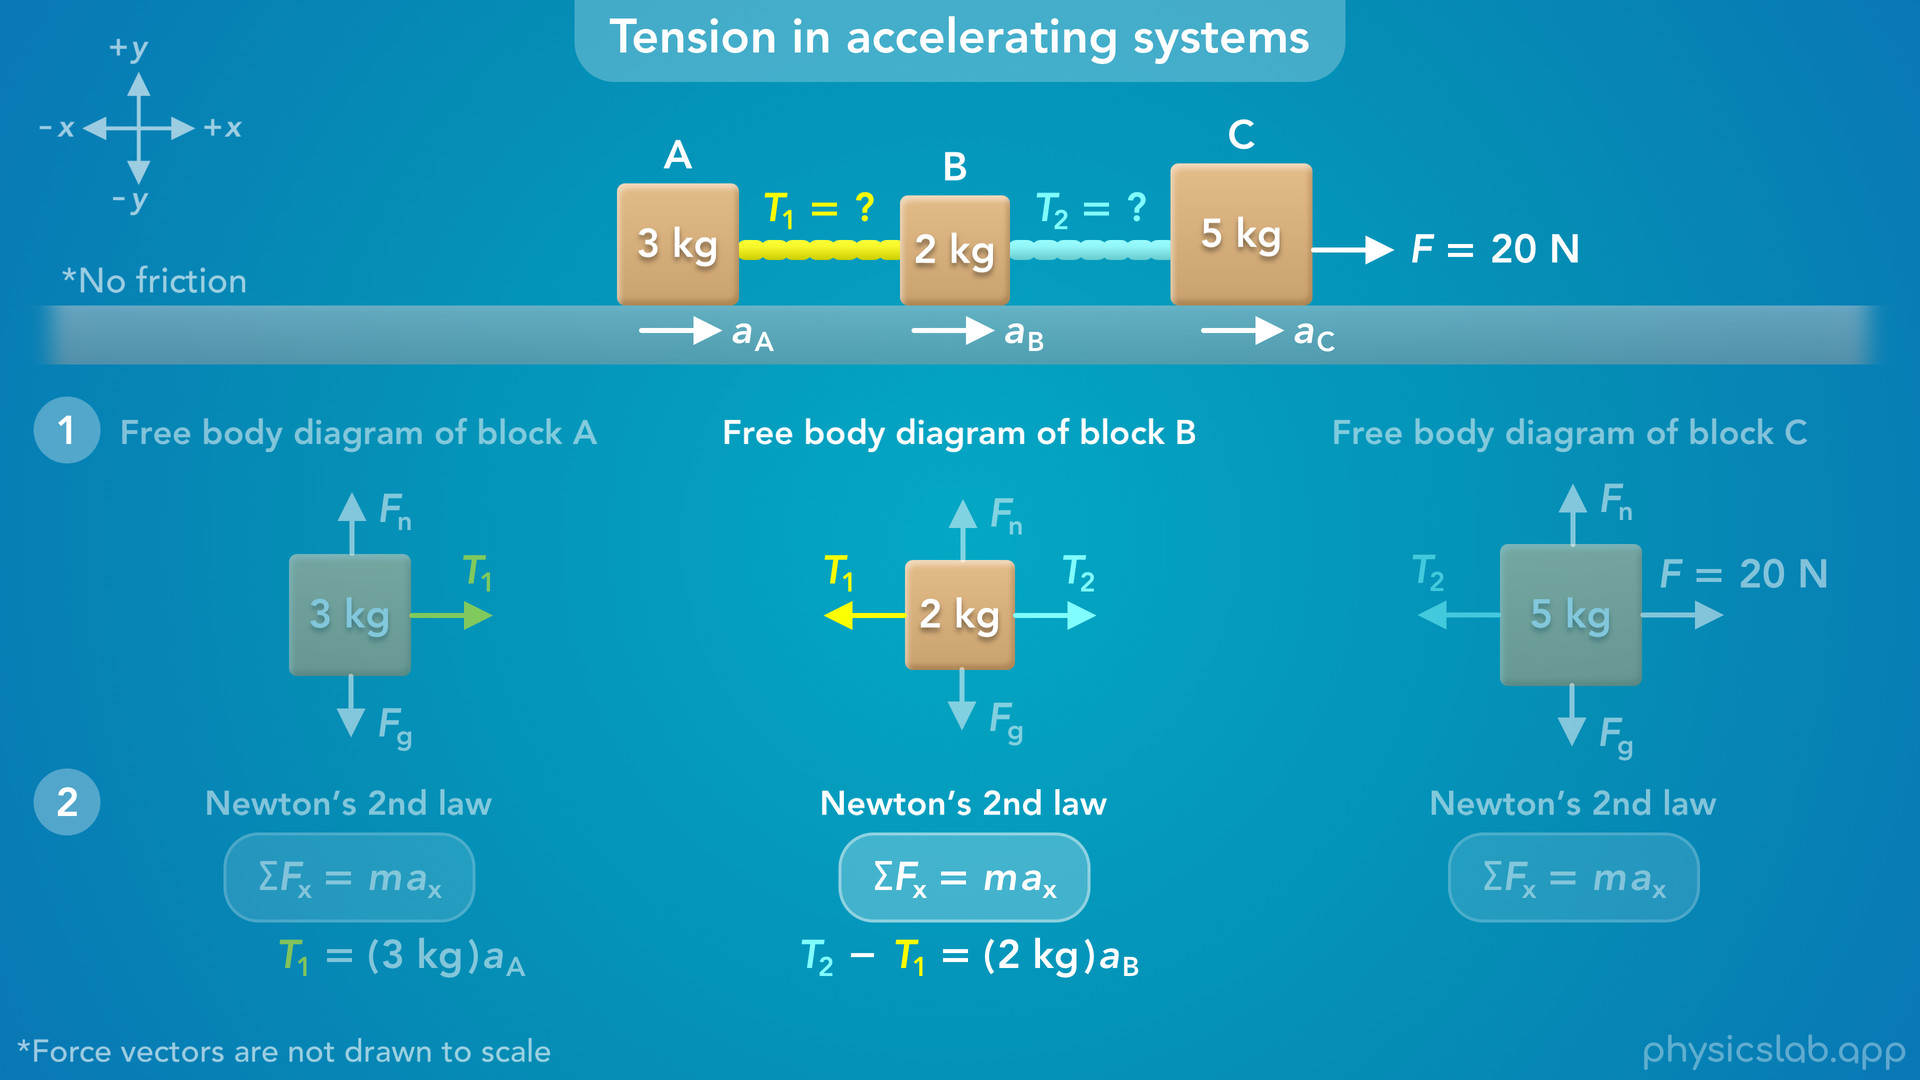 Tension in accelerating systems
+y
−x
+x
−y
*No friction
A
B
C
T1 = ?
T2 = ?
3 kg
2 kg
5 kg
F = 20 N
aA
aB
aC
1
Free body diagram of block A
Free body diagram of block B
Free body diagram of block C
Fn
T1
3 kg
Fg
Fn
T1
T2
2 kg
Fg
Fn
T2
F = 20 N
5 kg
Fg
2
Newton’s 2nd law
Newton’s 2nd law
Newton’s 2nd law
ΣFx = max
ΣFx = max
ΣFx = max
T1 = (3 kg)aA
T2 − T1 = (2 kg)aB
*Force vectors are not drawn to scale
physicslab.app